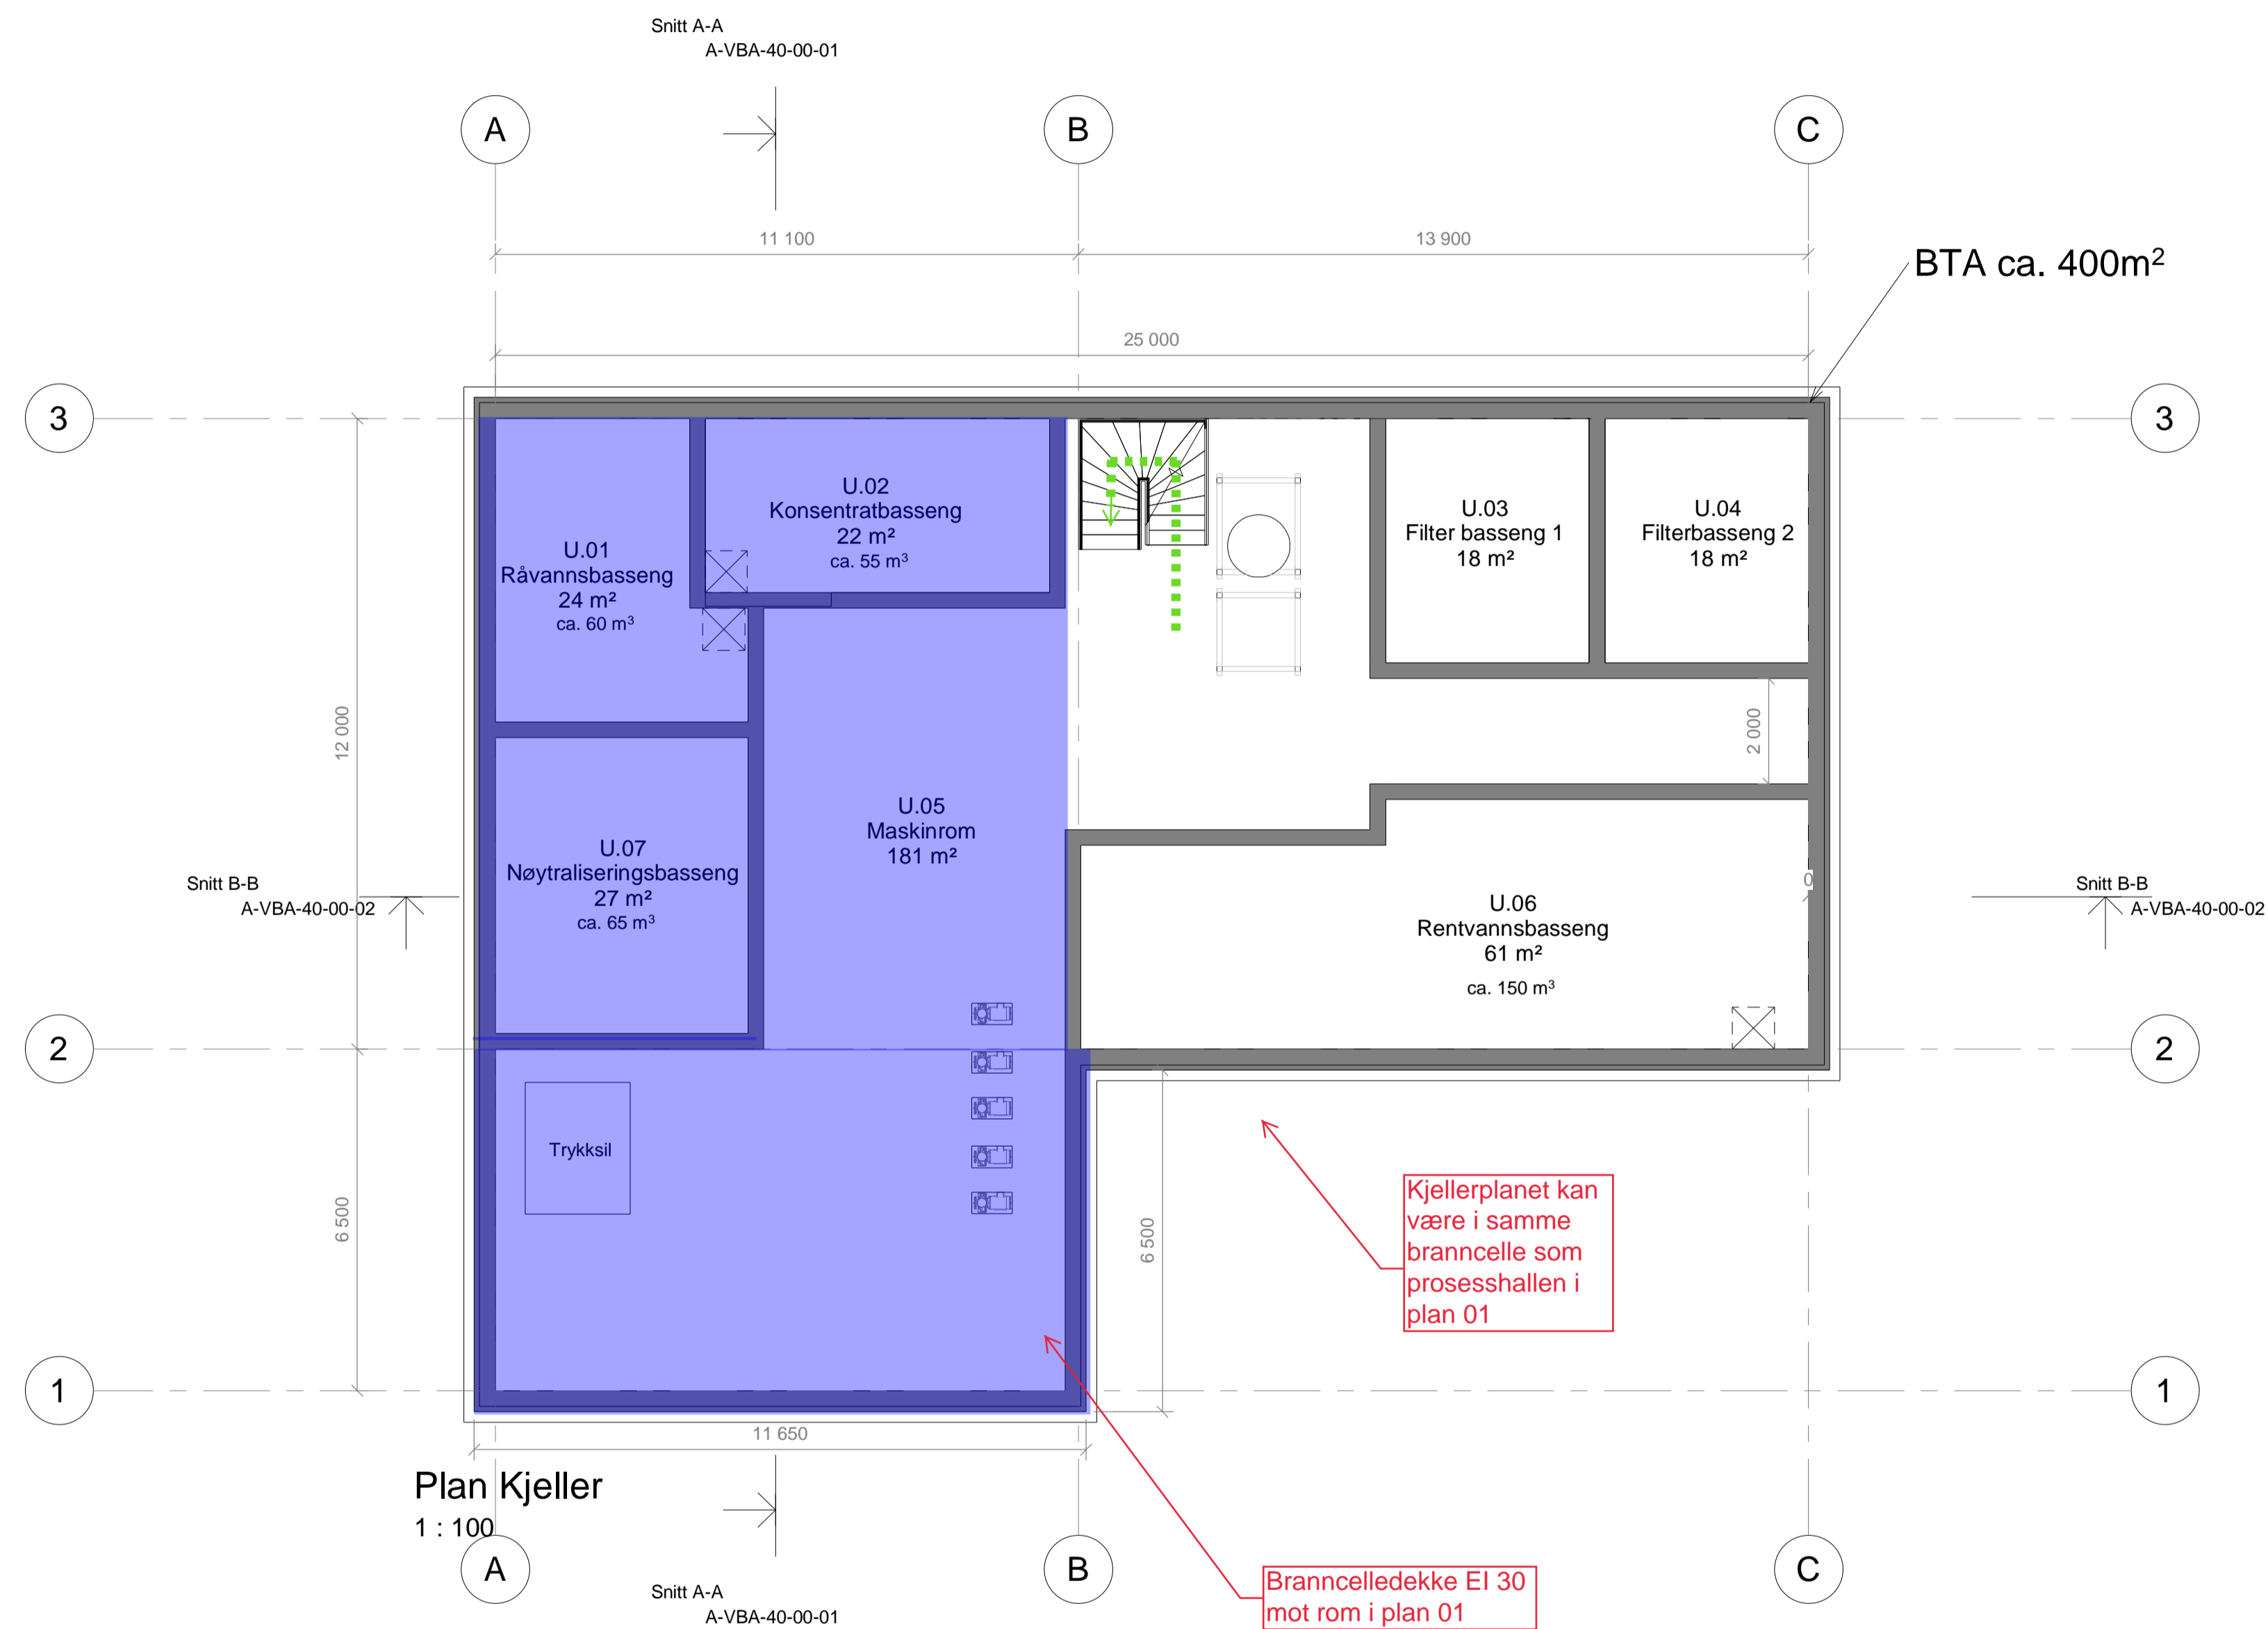 Snitt A-A
A-VBA-40-00-01
A
B
C
11 100
13 900
BTA ca. 400m²
25 000
3
3
U.01
Råvannsbasseng
24 m²
ca. 60 m³
U.02
Konsentratbasseng
22 m²
ca. 55 m³
U.03
Filter basseng 1
18 m²
U.04
Filterbasseng 2
18 m²
12 000
2 000
U.05
Maskinrom
181 m²
U.07
Nøytraliseringsbasseng
27 m²
ca. 65 m³
Snitt B-B
A-VBA-40-00-02
0
Snitt B-B
A-VBA-40-00-02
U.06
Rentvannsbasseng
61 m²
ca. 150 m³
2
2
Trykksil
6 500
6 500
Kjellerplanet kan
være i samme
branncelle som
prosesshallen i
plan 01
1
1
11 650
Plan Kjeller
1 : 100
A
B
C
Snitt A-A
A-VBA-40-00-01
Branncelledekke EI 30
mot rom i plan 01